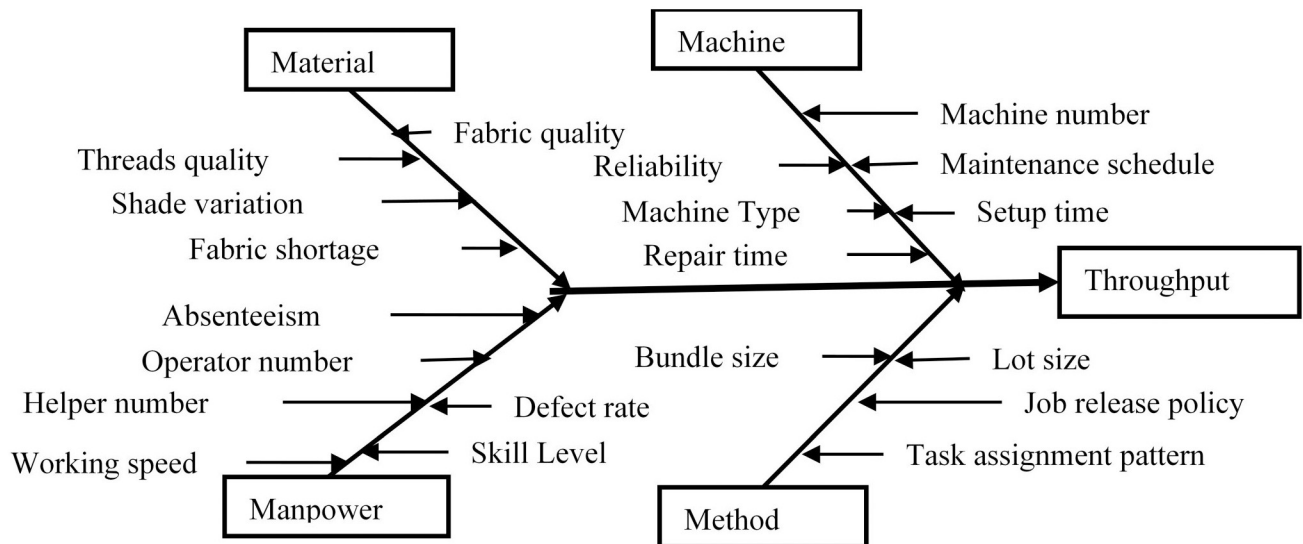 Material
Machine
Fabric quality
Threads quality
Shade variation
Fabric shortage
Machine number
Reliability
Maintenance schedule
Machine Type
Setup time
Repair time
Throughput
Absenteeism
Operator number
Helper number
Defect rate
Working speed
Skill Level
Manpower
Bundle size
Lot size
Job release policy
Task assignment pattern
Method